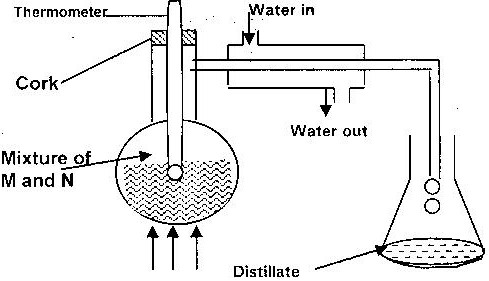 Thermometer
Water in
Cork
Water out
Mixture of
M and N
Distillate